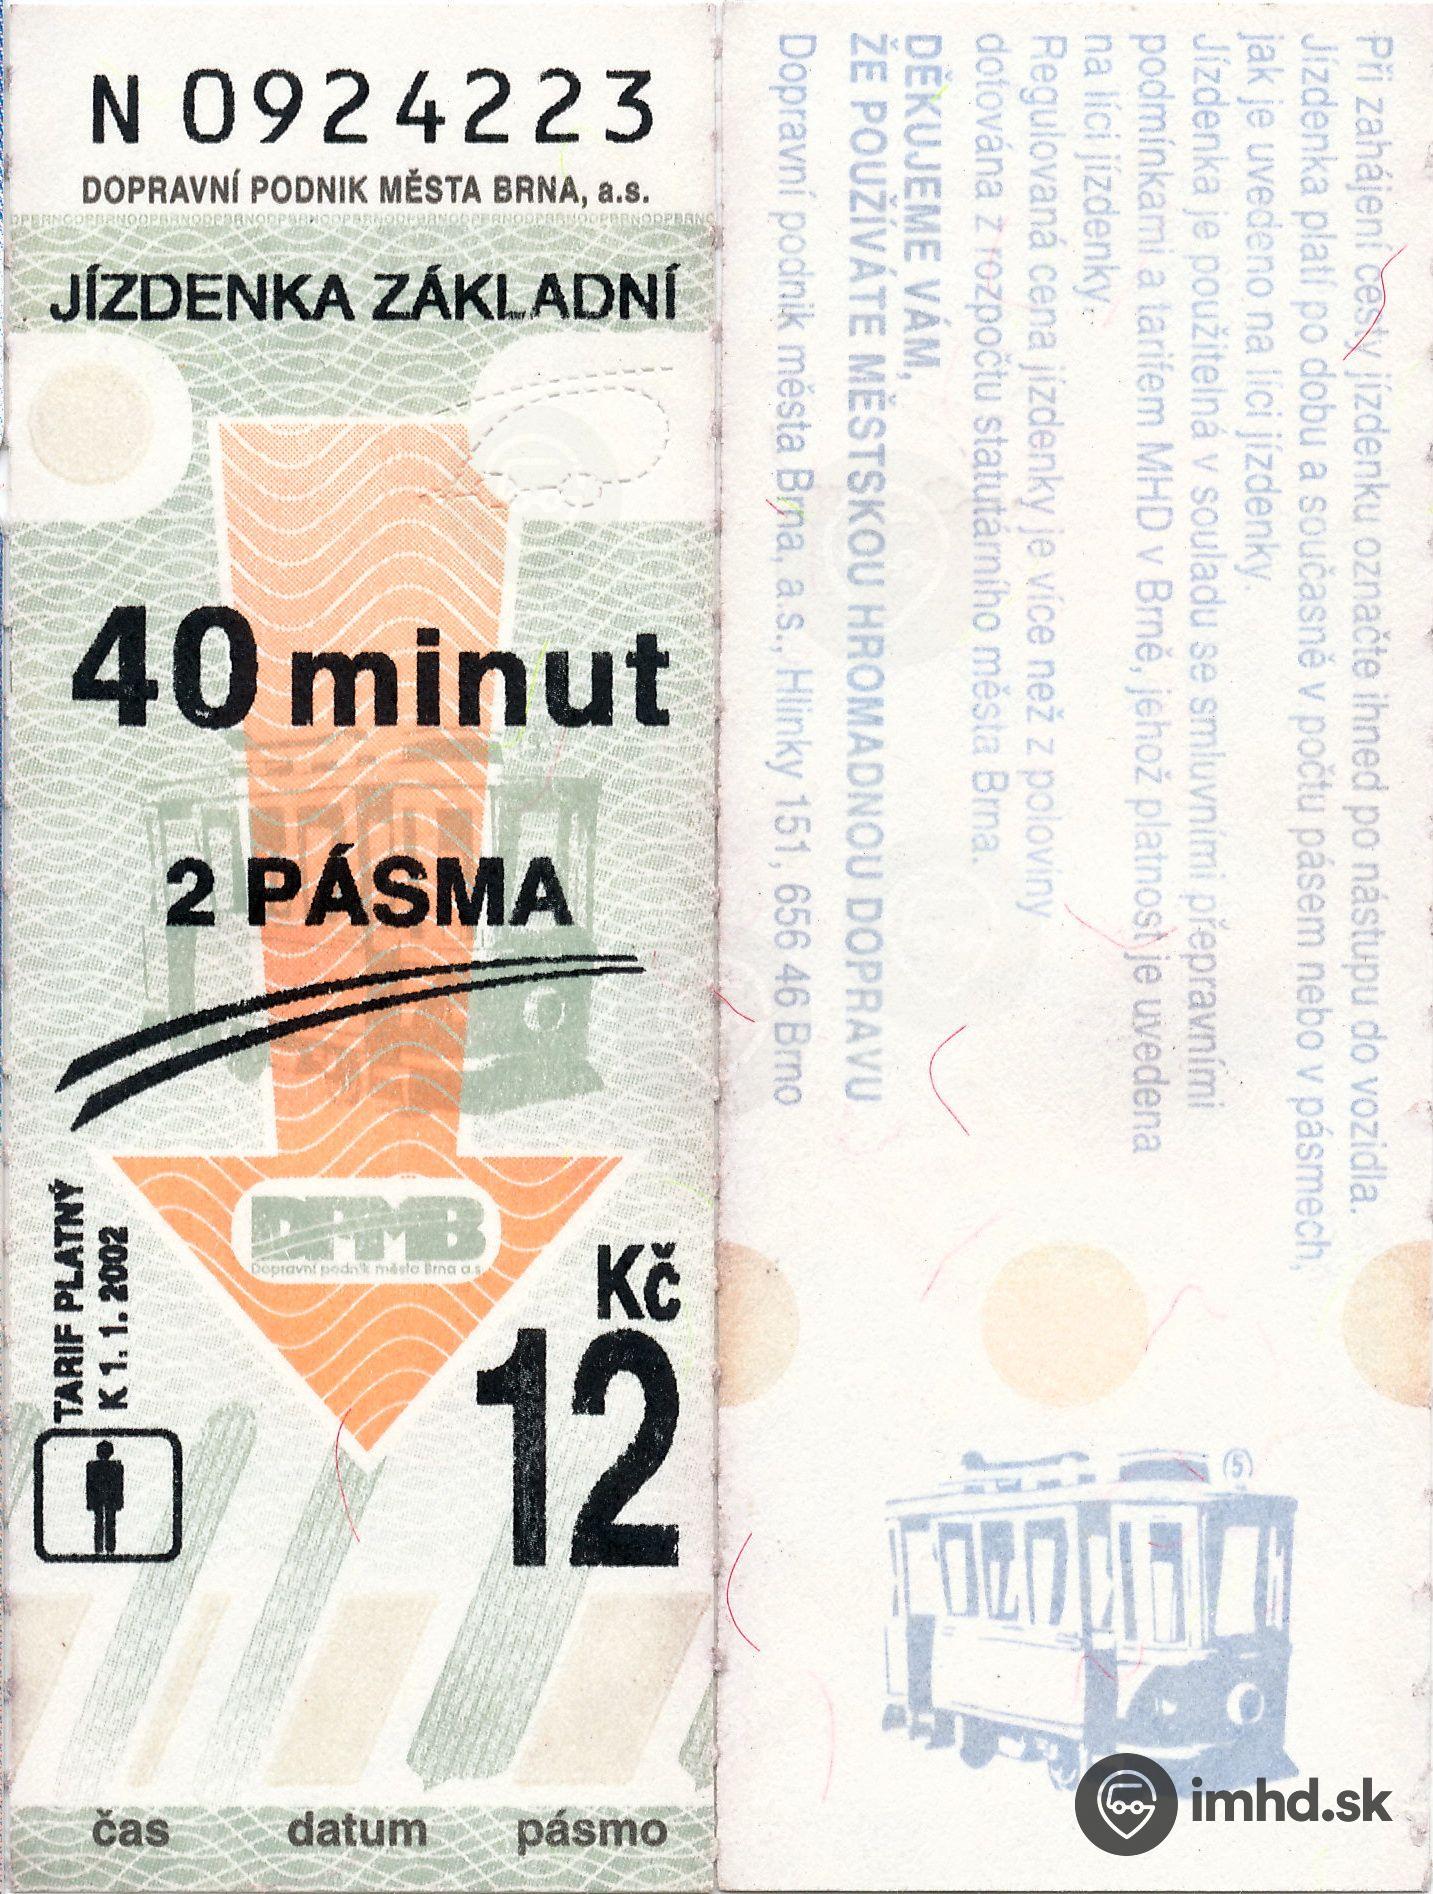 N 0924223
DOPRAVNÍ PODNIK MĚSTA BRNA, a.s.
JÍZDENKA ZÁKLADNÍ
40 minut
2 PÁSMA
DPMB
Dopravní podnik města Brna a.s.
TARIF PLATNÝ
K 1. 1. 2002
Kč
12
čas datum pásmo
Při zahájení cesty jízdenku označte ihned po nástupu do vozidla.
Jízdenka platí po dobu a současně v počtu pásem nebo v pásmech,
jak je uvedeno na líci jízdenky.
Jízdenka je použitelná v souladu se smluvními přepravními
podmínkami a tarifem MHD v Brně, jehož platnost je uvedena
na líci jízdenky.
Regulovaná cena jízdenky je více než z poloviny
dotována z rozpočtu statutárního města Brna.
DĚKUJEME VÁM,
ŽE POUŽÍVÁTE MĚSTSKOU HROMADNOU DOPRAVU
Dopravní podnik města Brna, a.s., Hlinky 151, 656 46 Brno
5
imhd.sk